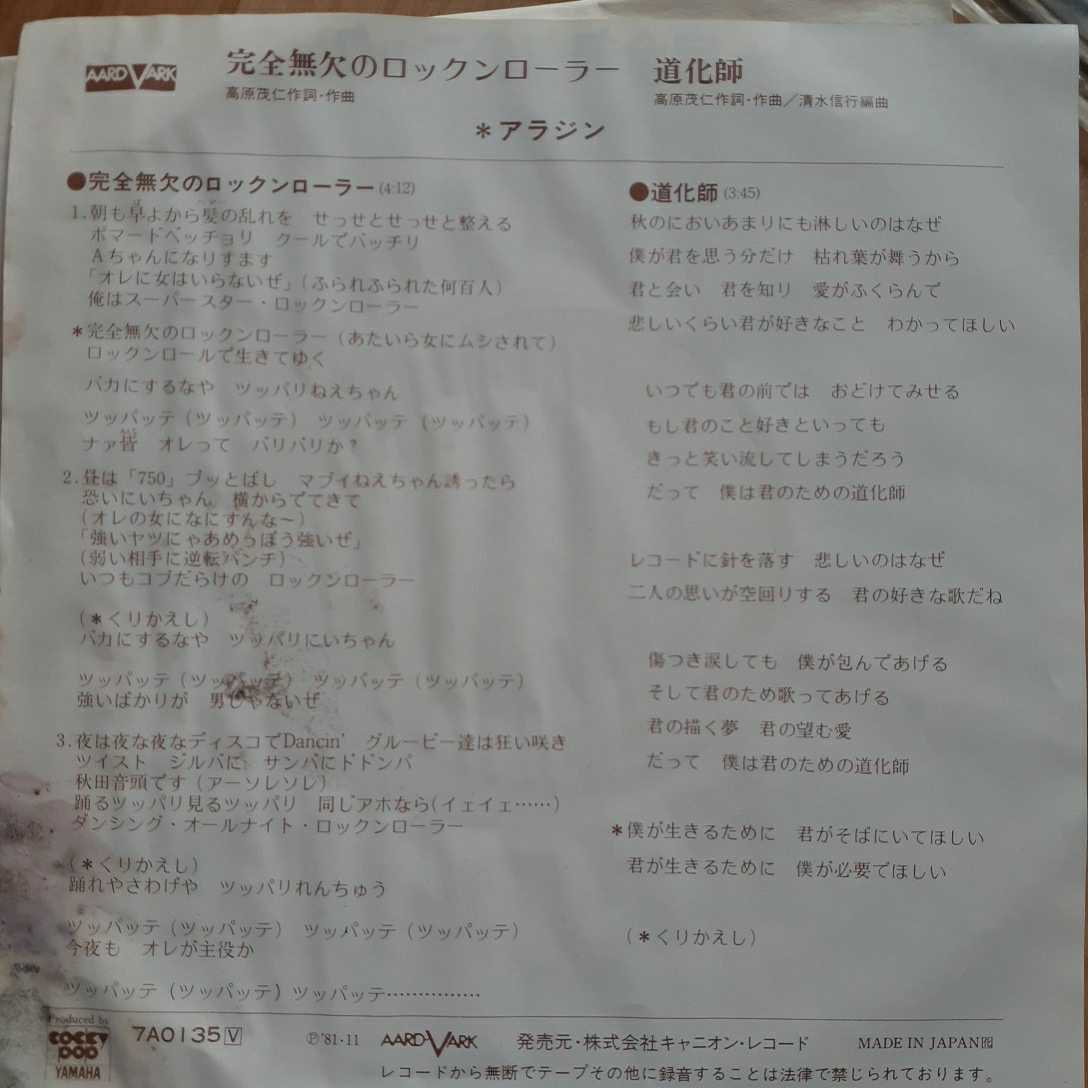 AARDVARK
完全無欠のロックンローラー　道化師
高原茂仁作詞・作曲　高原茂仁作詞・作曲／清水信行編曲
＊アラジン
●完全無欠のロックンローラー(4:12)
1.朝も早よから髪の乱れを　せっせとせっせと整える
ポマードベッチョリ　クールでバッチリ
Aちゃんになりすます
「オレに女はいらないぜ」(ふられふられた何百人)
俺はスーパースター・ロックンローラー
＊完全無欠のロックンローラー(あたいら女にムシされて)
ロックンロールで生きてゆく
バカにするなや　ツッパリねえちゃん
ツッパッテ(ツッパッテ)　ツッパッテ(ツッパッテ)
ナァ皆　オレって　バリバリか？
2.昼は「750」ブッとばし　マブイねえちゃん誘ったら
恐いにいちゃん　横からでてきて
(オレの女になにすんな〜)
「強いヤツにゃあめっぽう強いぜ」
(弱い相手に逆転パンチ)
いつもコブだらけの　ロックンローラー
(＊くりかえし)
バカにするなや　ツッパリにいちゃん
ツッパッテ(ツッパッテ)　ツッパッテ(ツッパッテ)
強いばかりが　男じゃないぜ
3.夜は夜な夜なディスコでDancin'　グルーピー達は狂い咲き
ツイスト　ジルバに　サンバにドドンパ
秋田音頭です(アーソレソレ)
踊るツッパリ見るツッパリ　同じアホなら(イェイェ……)
ダンシング・オールナイト・ロックンローラー
(＊くりかえし)
踊れやさわげや　ツッパリれんちゅう
ツッパッテ(ツッパッテ)　ツッパッテ(ツッパッテ)
今夜も　オレが主役か
ツッパッテ(ツッパッテ)ツッパッテ……………
●道化師(3:45)
秋のにおいあまりにも淋しいのはなぜ
僕が君を思う分だけ　枯れ葉が舞うから
君と会い　君を知り　愛がふくらんで
悲しいくらい君が好きなこと　わかってほしい
いつでも君の前では　おどけてみせる
もし君のこと好きといっても
きっと笑い流してしまうだろう
だって　僕は君のための道化師
レコードに針を落す　悲しいのはなぜ
二人の思いが空回りする　君の好きな歌だね
傷つき涙しても　僕が包んであげる
そして君のため歌ってあげる
君の描く夢　君の望む愛
だって　僕は君のための道化師
＊僕が生きるために　君がそばにいてほしい
君が生きるために　僕が必要でほしい
(＊くりかえし)
Produced by
COCKY POP
YAMAHA
7A0135 V　Ⓟ'81・11　AARDVARK　発売元・株式会社キャニオン・レコード　MADE IN JAPAN
レコードから無断でテープその他に録音することは法律で禁じられております。